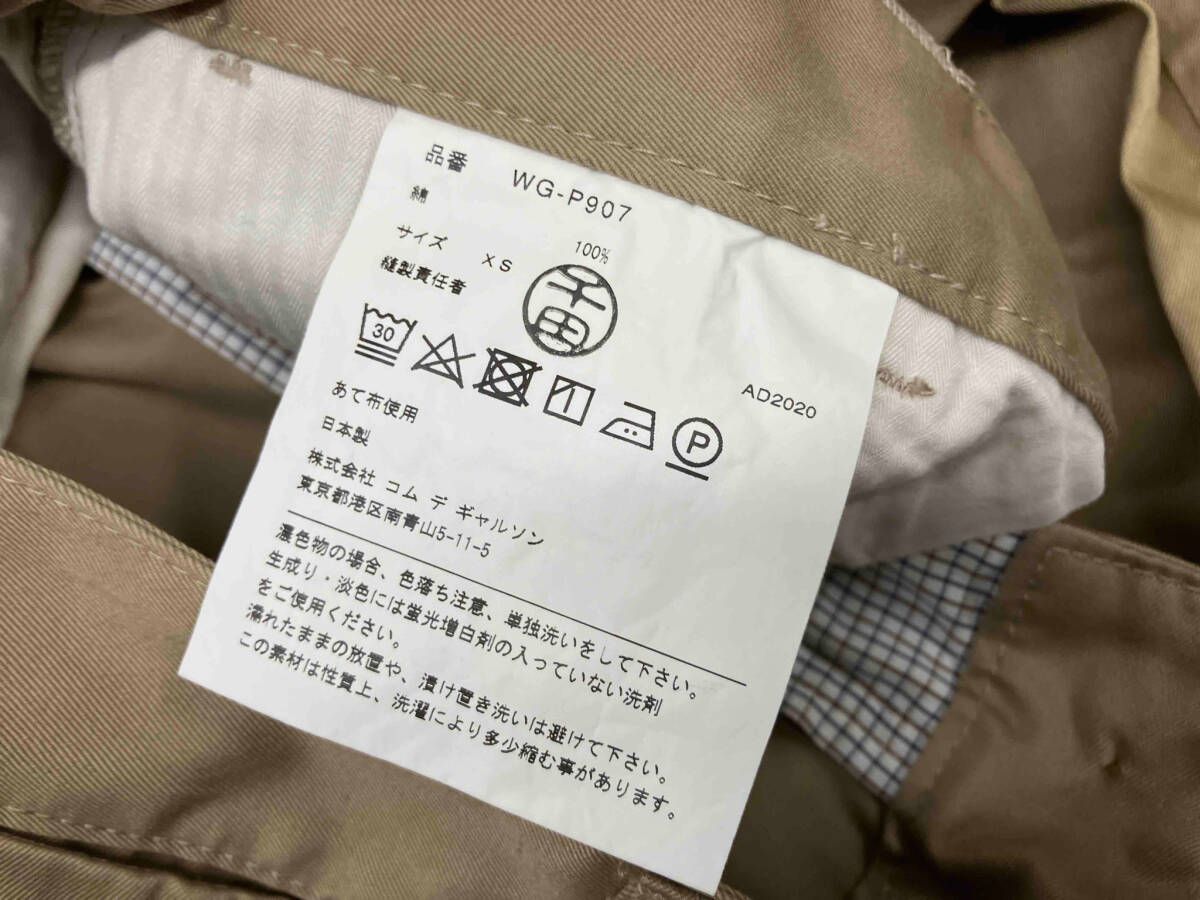 品番 WG-P907
綿 100%
サイズ XS
縫製責任者 千田
30
P
AD2020
あて布使用
日本製
株式会社 コム デ ギャルソン
東京都港区南青山5-11-5
濃色物の場合、色落ち注意、単独洗いをして下さい。
生成り・淡色には蛍光増白剤の入っていない洗剤
をご使用ください。
濡れたままの放置や、漬け置き洗いは避けて下さい。
この素材は性質上、洗濯により多少縮む事があります。